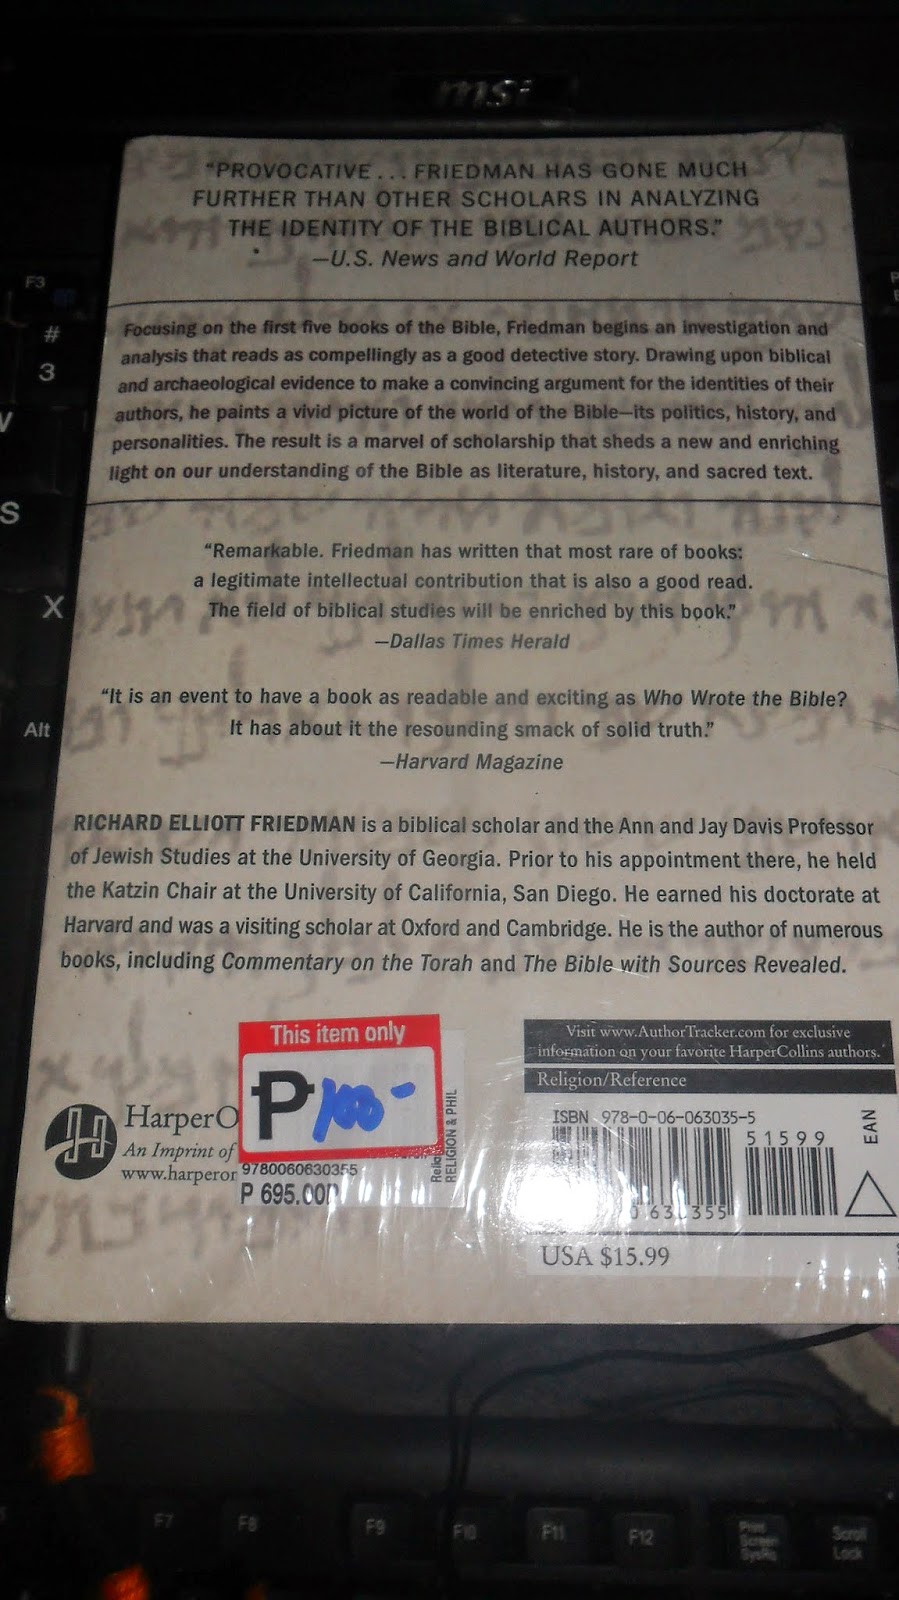 msi
"PROVOCATIVE . . . FRIEDMAN HAS GONE MUCH
FURTHER THAN OTHER SCHOLARS IN ANALYZING
THE IDENTITY OF THE BIBLICAL AUTHORS."
—U.S. News and World Report
F3
#
3
Focusing on the first five books of the Bible, Friedman begins an investigation and
analysis that reads as compellingly as a good detective story. Drawing upon biblical
and archaeological evidence to make a convincing argument for the identities of their
authors, he paints a vivid picture of the world of the Bible—its politics, history, and
personalities. The result is a marvel of scholarship that sheds a new and enriching
light on our understanding of the Bible as literature, history, and sacred text.
S
X
Alt
"Remarkable. Friedman has written that most rare of books:
a legitimate intellectual contribution that is also a good read.
The field of biblical studies will be enriched by this book."
—Dallas Times Herald
"It is an event to have a book as readable and exciting as Who Wrote the Bible?
It has about it the resounding smack of solid truth."
—Harvard Magazine
RICHARD ELLIOTT FRIEDMAN is a biblical scholar and the Ann and Jay Davis Professor
of Jewish Studies at the University of Georgia. Prior to his appointment there, he held
the Katzin Chair at the University of California, San Diego. He earned his doctorate at
Harvard and was a visiting scholar at Oxford and Cambridge. He is the author of numerous
books, including Commentary on the Torah and The Bible with Sources Revealed.
This item only
₱100-
HarperO
An Imprint of
www.harperor
9780060630355
P 695.00
RELIGION & PHIL
Visit www.AuthorTracker.com for exclusive
information on your favorite HarperCollins authors.
Religion/Reference
ISBN 978-0-06-063035-5
51599
EAN
USA $15.99
F7
F8
F9
F10
F11
F12
Print
Screen
SysRq
Scroll
Lock